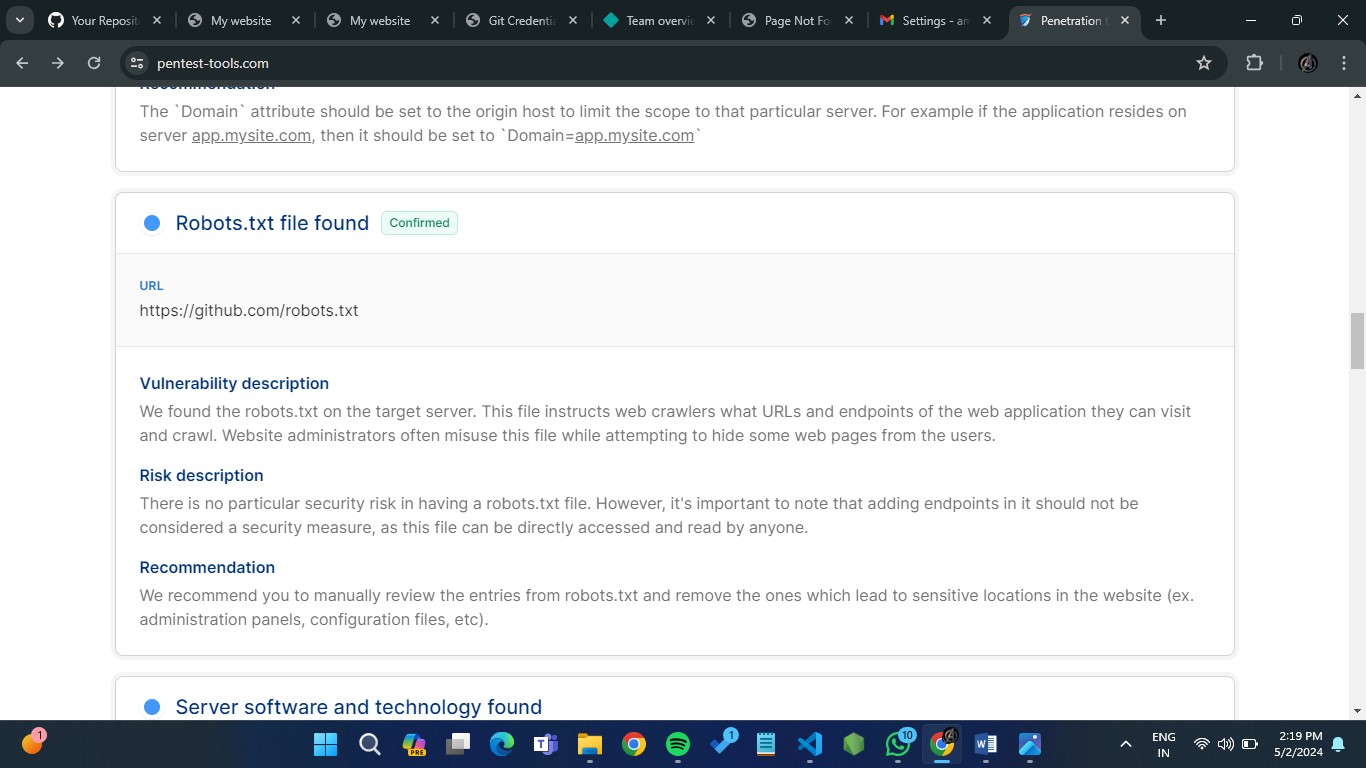 Your Reposit
My website
My website
Git Credentia
Team overvie
Page Not Fo
Settings - an
Penetration t
pentest-tools.com
Recommendation
The `Domain` attribute should be set to the origin host to limit the scope to that particular server. For example if the application resides on
server app.mysite.com, then it should be set to `Domain=app.mysite.com`
Robots.txt file found
Confirmed
URL
https://github.com/robots.txt
Vulnerability description
We found the robots.txt on the target server. This file instructs web crawlers what URLs and endpoints of the web application they can visit
and crawl. Website administrators often misuse this file while attempting to hide some web pages from the users.
Risk description
There is no particular security risk in having a robots.txt file. However, it's important to note that adding endpoints in it should not be
considered a security measure, as this file can be directly accessed and read by anyone.
Recommendation
We recommend you to manually review the entries from robots.txt and remove the ones which lead to sensitive locations in the website (ex.
administration panels, configuration files, etc).
Server software and technology found
1
PRE
1
10
ENG
IN
2:19 PM
5/2/2024